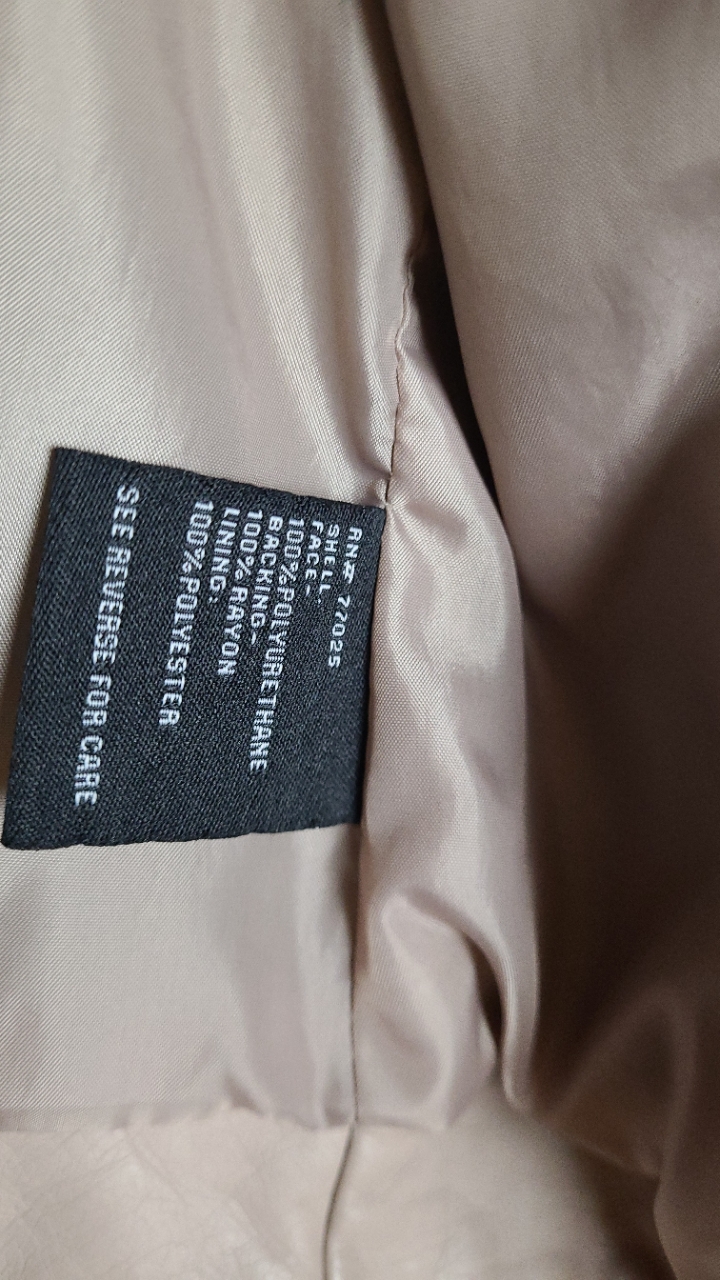 RN# 77025
SHELL:
FACE-
100%POLYURETHANE
BACKING-
100%RAYON
LINING:
100%POLYESTER
SEE REVERSE FOR CARE